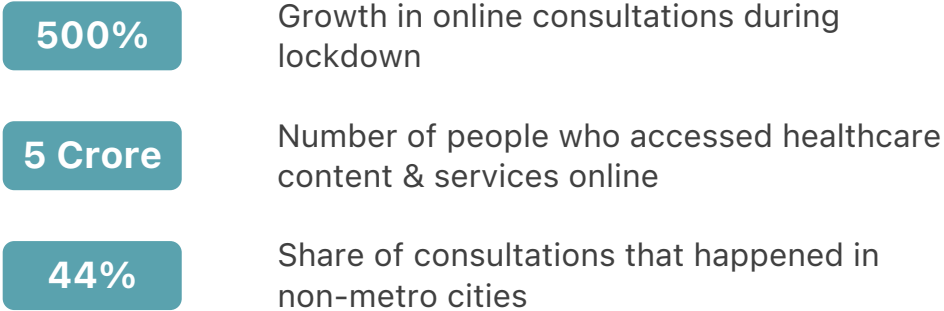 500%
Growth in online consultations during
lockdown
5 Crore
Number of people who accessed healthcare
content & services online
44%
Share of consultations that happened in
non-metro cities